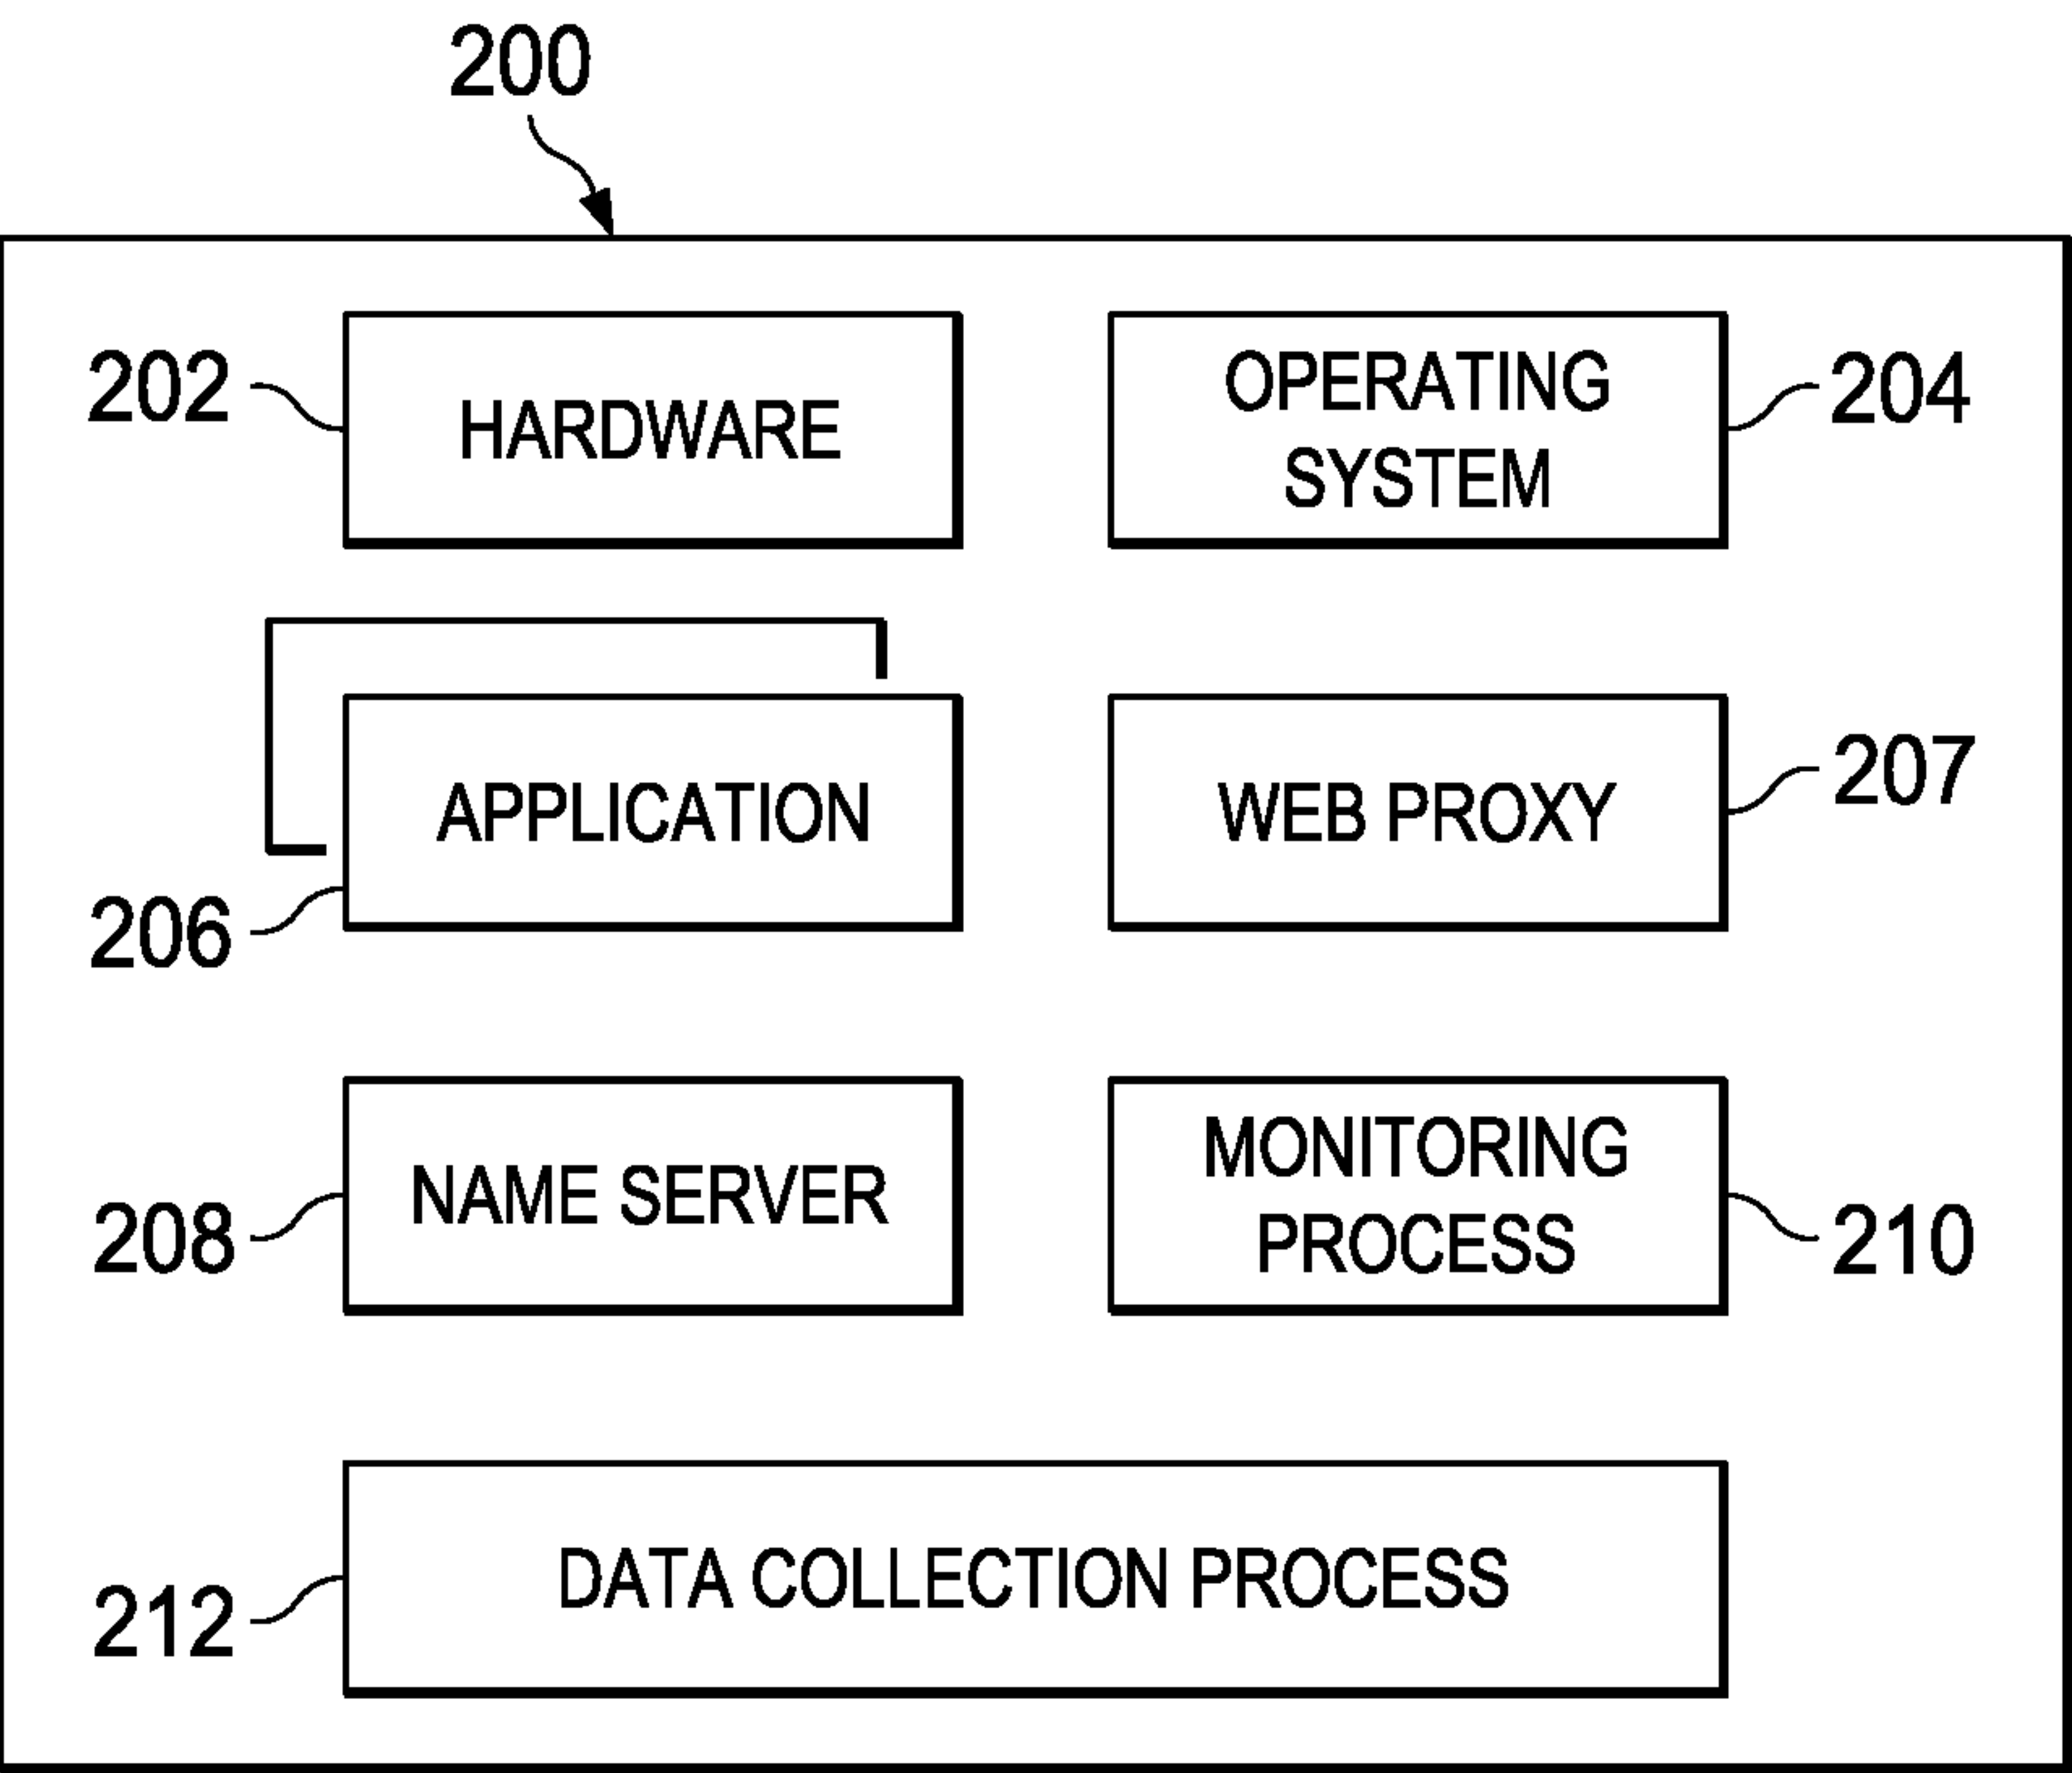 200
202
HARDWARE
OPERATING
SYSTEM
204
APPLICATION
206
WEB PROXY
207
NAME SERVER
208
MONITORING
PROCESS
210
DATA COLLECTION PROCESS
212